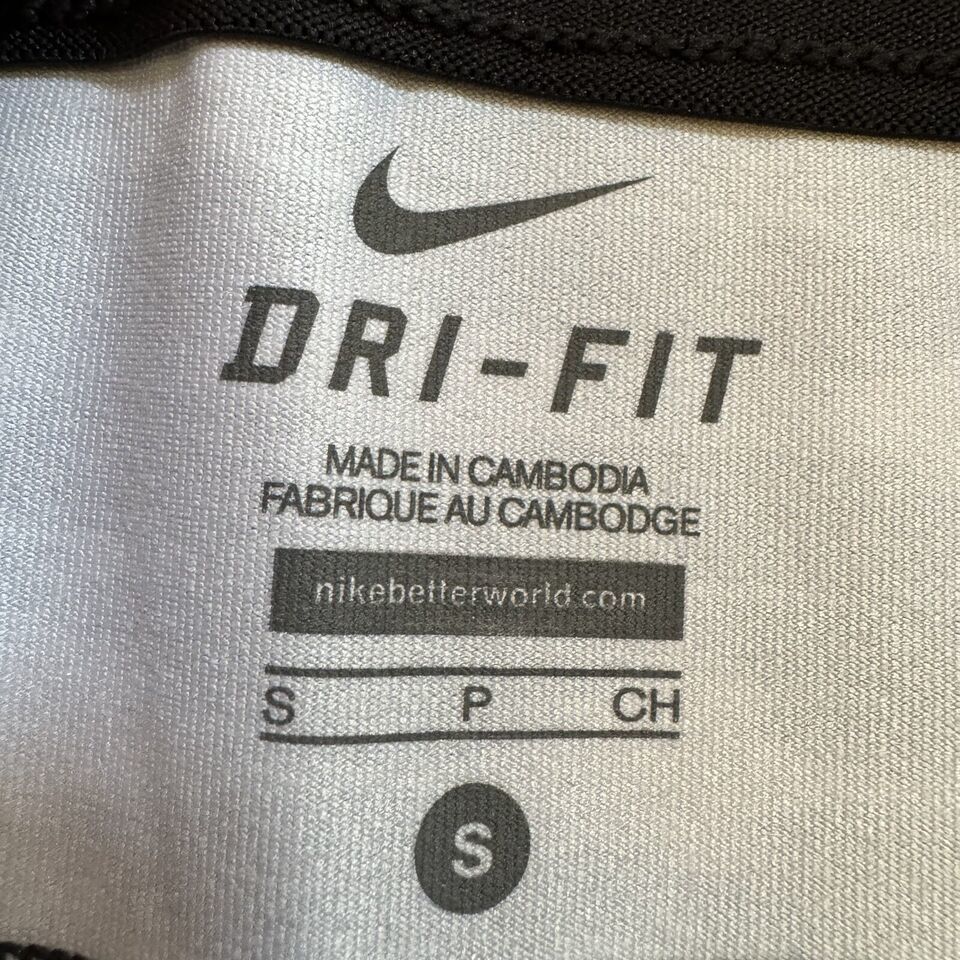 DRI-FIT
MADE IN CAMBODIA
FABRIQUE AU CAMBODGE
nikebetterworld.com
S P CH
S